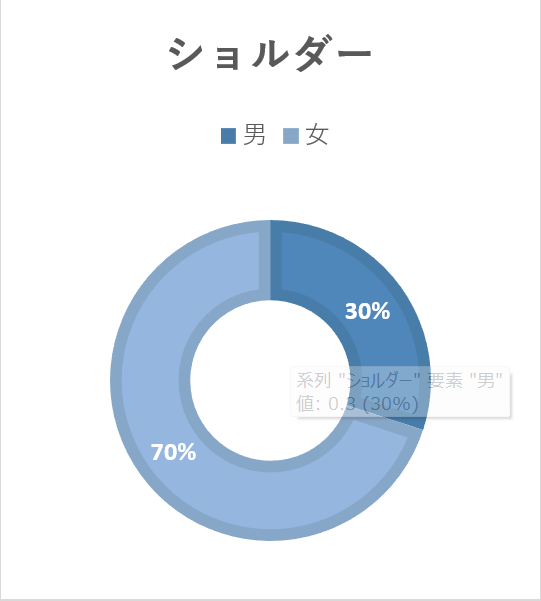 ショルダー
男 女
30%
系列 "ショルダー" 要素 "男"
値: 0.3 (30%)
70%